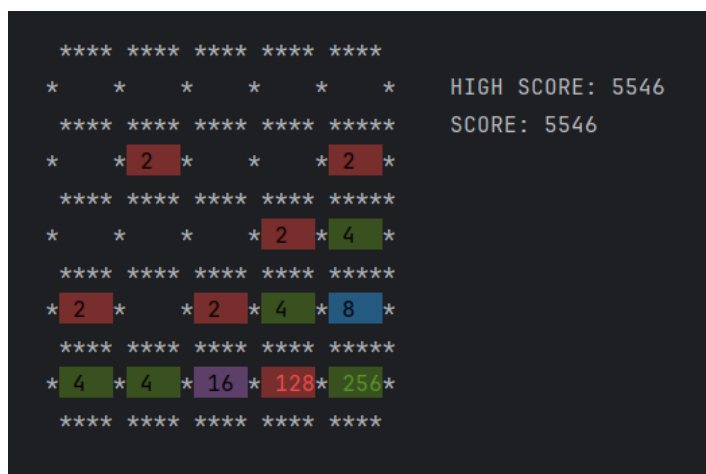 **** **** **** **** ****
* * * * * * HIGH SCORE: 5546
**** **** **** **** ***** SCORE: 5546
* * 2 * * * 2 *
**** **** **** **** *****
* * * * 2 * 4 *
**** **** **** **** *****
* 2 * * 2 * 4 * 8 *
**** **** **** **** *****
* 4 * 4 * 16 * 128* 256*
**** **** **** **** ****